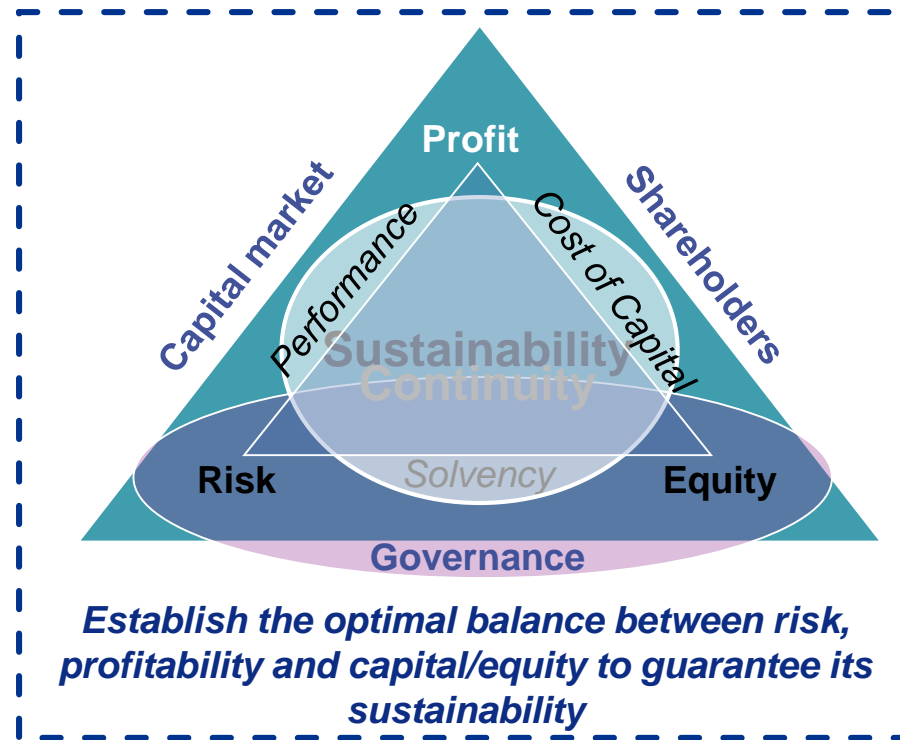 Profit
Capital market
Shareholders
Performance
Cost of Capital
Sustainability
Continuity
Risk
Solvency
Equity
Governance
Establish the optimal balance between risk,
profitability and capital/equity to guarantee its
sustainability